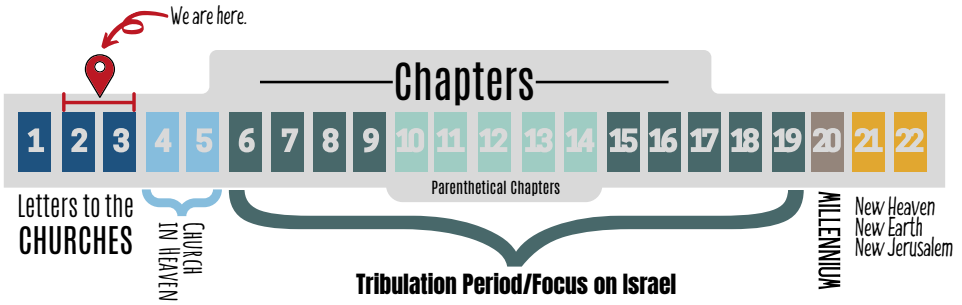 We are here.
Chapters
1 2 3 4 5 6 7 8 9 10 11 12 13 14 15 16 17 18 19 20 21 22
Parenthetical Chapters
Letters to the
CHURCHES
CHURCH
IN HEAVEN
Tribulation Period/Focus on Israel
MILLENNIUM
New Heaven
New Earth
New Jerusalem